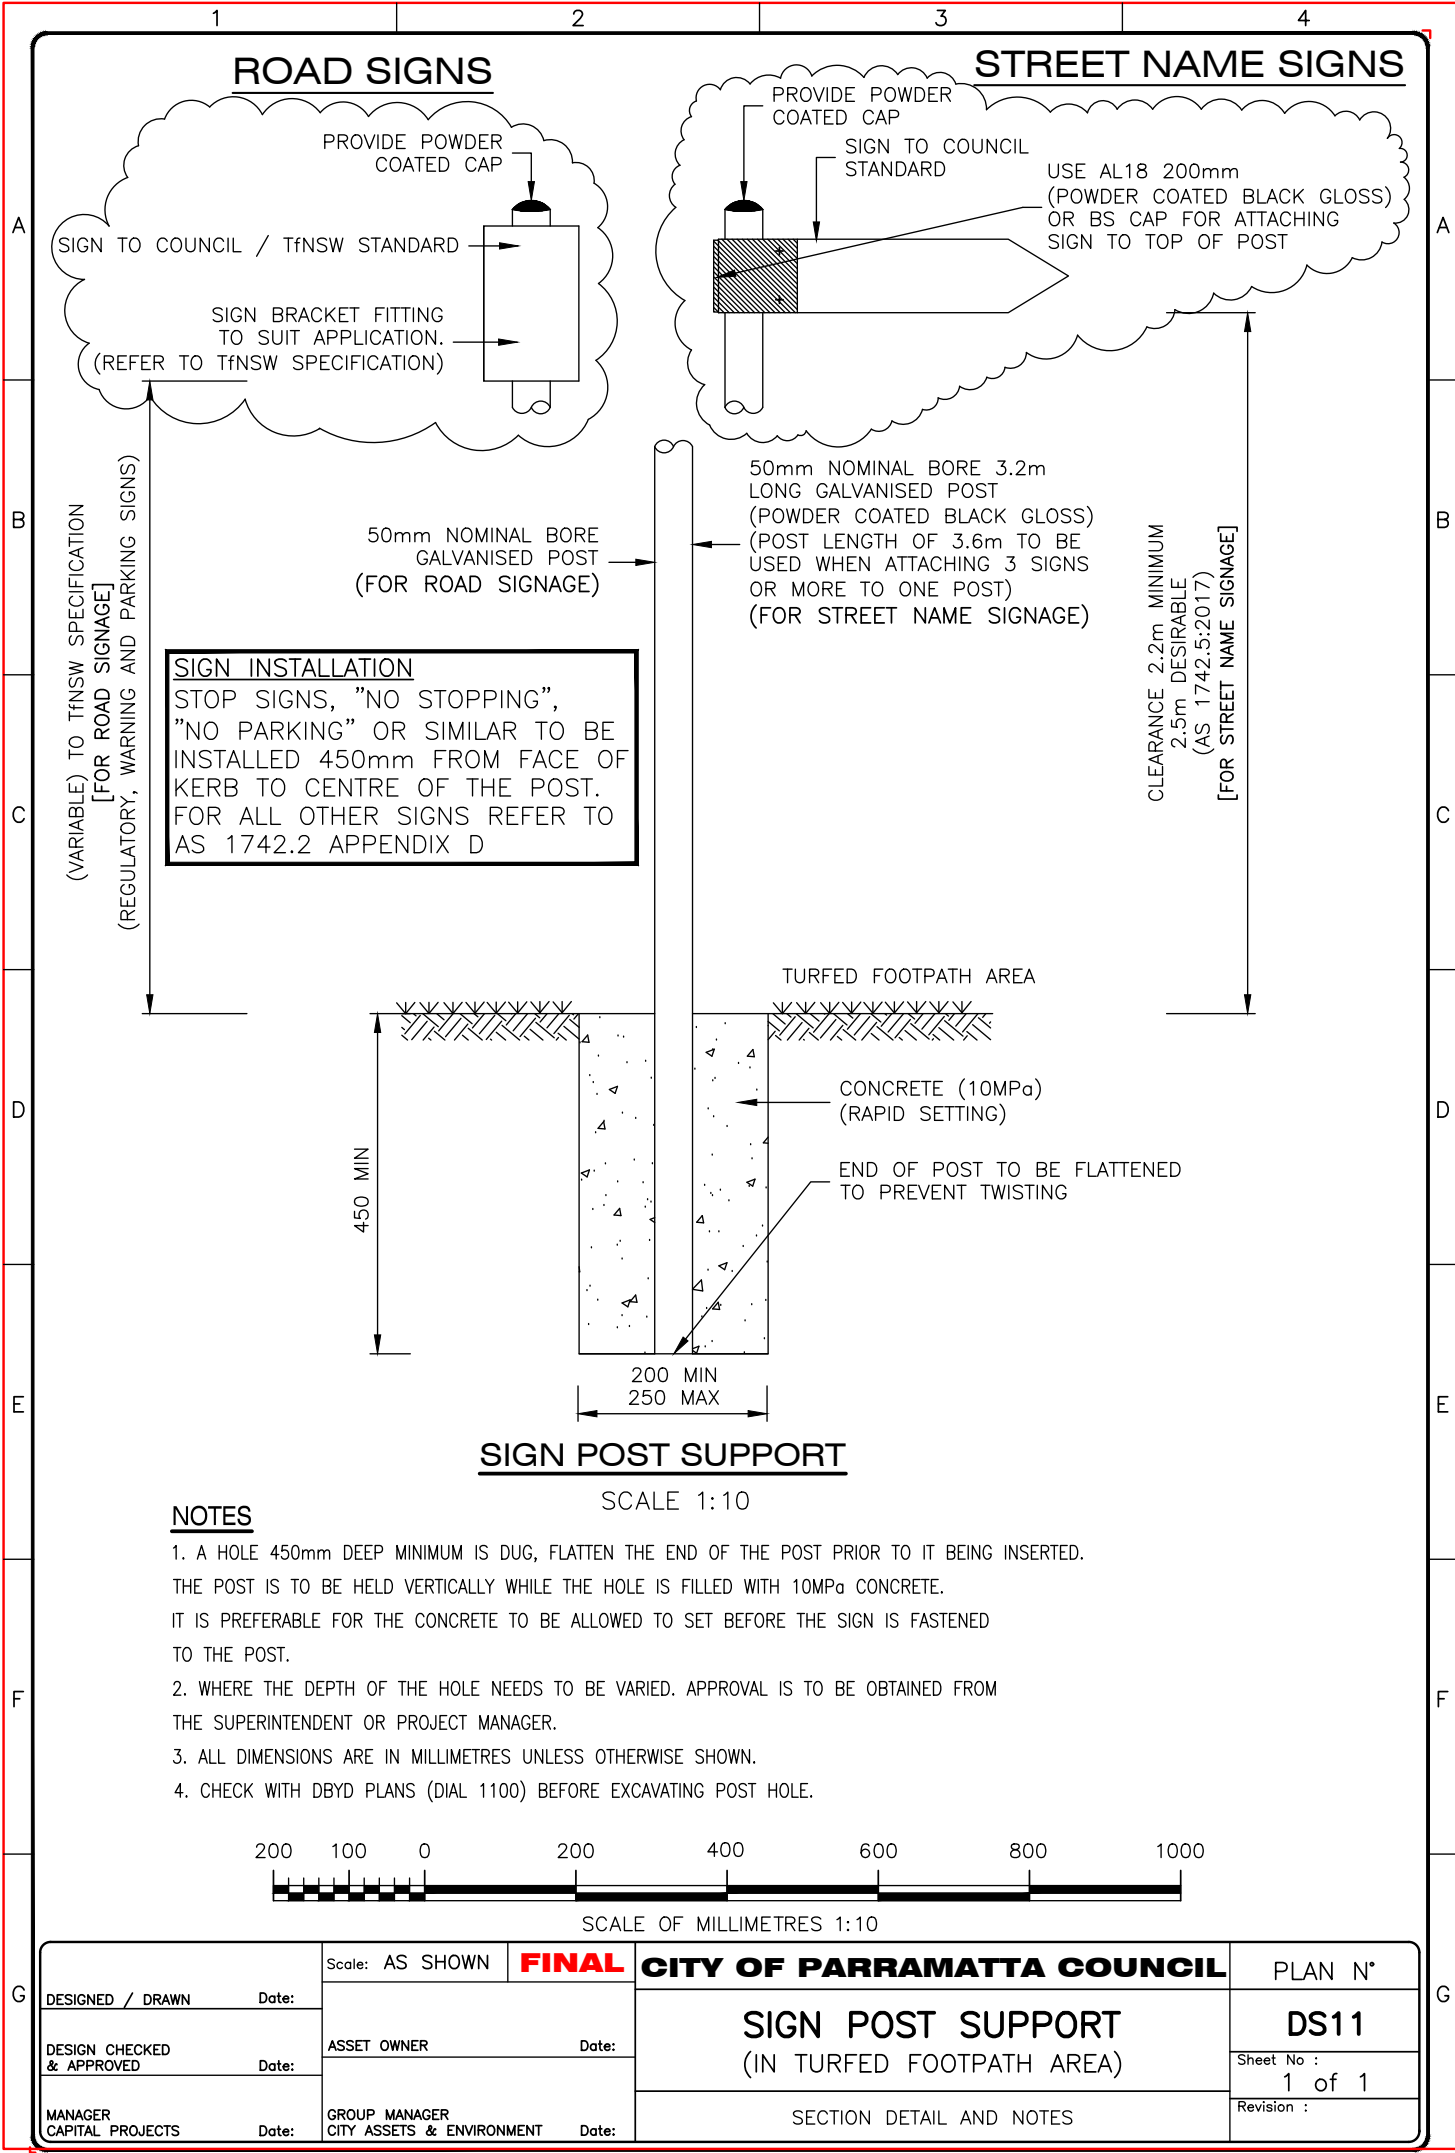 1
2
3
4
ROAD SIGNS
STREET NAME SIGNS
PROVIDE POWDER
COATED CAP
SIGN TO COUNCIL / TfNSW STANDARD
SIGN BRACKET FITTING
TO SUIT APPLICATION.
(REFER TO TfNSW SPECIFICATION)
PROVIDE POWDER
COATED CAP
SIGN TO COUNCIL
STANDARD
USE AL18 200mm
(POWDER COATED BLACK GLOSS)
OR BS CAP FOR ATTACHING
SIGN TO TOP OF POST
A
A
B
B
C
C
D
D
E
E
F
F
G
G
(VARIABLE) TO TfNSW SPECIFICATION
[FOR ROAD SIGNAGE]
(REGULATORY, WARNING AND PARKING SIGNS)
50mm NOMINAL BORE
GALVANISED POST
(FOR ROAD SIGNAGE)
50mm NOMINAL BORE 3.2m
LONG GALVANISED POST
(POWDER COATED BLACK GLOSS)
(POST LENGTH OF 3.6m TO BE
USED WHEN ATTACHING 3 SIGNS
OR MORE TO ONE POST)
(FOR STREET NAME SIGNAGE)
CLEARANCE 2.2m MINIMUM
2.5m DESIRABLE
(AS 1742.5:2017)
[FOR STREET NAME SIGNAGE]
SIGN INSTALLATION
STOP SIGNS, "NO STOPPING",
"NO PARKING" OR SIMILAR TO BE
INSTALLED 450mm FROM FACE OF
KERB TO CENTRE OF THE POST.
FOR ALL OTHER SIGNS REFER TO
AS 1742.2 APPENDIX D
TURFED FOOTPATH AREA
CONCRETE (10MPa)
(RAPID SETTING)
END OF POST TO BE FLATTENED
TO PREVENT TWISTING
450 MIN
200 MIN
250 MAX
SIGN POST SUPPORT
SCALE 1:10
NOTES
1. A HOLE 450mm DEEP MINIMUM IS DUG, FLATTEN THE END OF THE POST PRIOR TO IT BEING INSERTED.
THE POST IS TO BE HELD VERTICALLY WHILE THE HOLE IS FILLED WITH 10MPa CONCRETE.
IT IS PREFERABLE FOR THE CONCRETE TO BE ALLOWED TO SET BEFORE THE SIGN IS FASTENED
TO THE POST.
2. WHERE THE DEPTH OF THE HOLE NEEDS TO BE VARIED. APPROVAL IS TO BE OBTAINED FROM
THE SUPERINTENDENT OR PROJECT MANAGER.
3. ALL DIMENSIONS ARE IN MILLIMETRES UNLESS OTHERWISE SHOWN.
4. CHECK WITH DBYD PLANS (DIAL 1100) BEFORE EXCAVATING POST HOLE.
200 100 0 200 400 600 800 1000
SCALE OF MILLIMETRES 1:10
DESIGNED / DRAWN Date:
DESIGN CHECKED
& APPROVED Date:
MANAGER
CAPITAL PROJECTS Date:
Scale: AS SHOWN
FINAL
ASSET OWNER Date:
GROUP MANAGER
CITY ASSETS & ENVIRONMENT Date:
CITY OF PARRAMATTA COUNCIL
SIGN POST SUPPORT
(IN TURFED FOOTPATH AREA)
SECTION DETAIL AND NOTES
PLAN N°
DS11
Sheet No :
1 of 1
Revision :